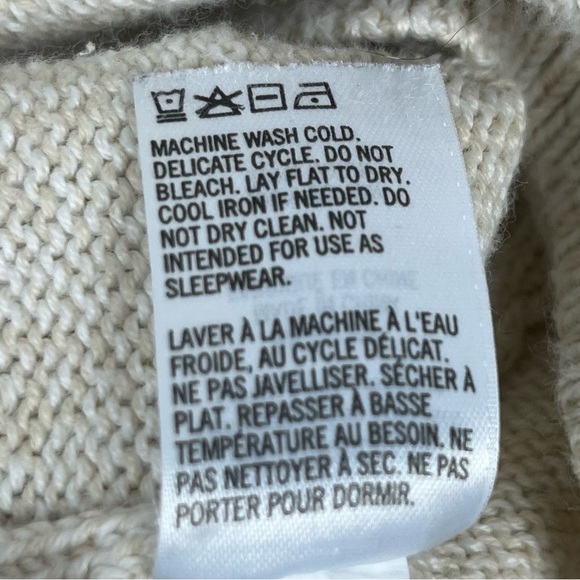 MACHINE WASH COLD.
DELICATE CYCLE. DO NOT
BLEACH. LAY FLAT TO DRY.
COOL IRON IF NEEDED. DO
NOT DRY CLEAN. NOT
INTENDED FOR USE AS
SLEEPWEAR.
LAVER À LA MACHINE À L'EAU
FROIDE, AU CYCLE DÉLICAT.
NE PAS JAVELLISER. SÉCHER À
PLAT. REPASSER À BASSE
TEMPÉRATURE AU BESOIN. NE
PAS NETTOYER À SEC. NE PAS
PORTER POUR DORMIR.